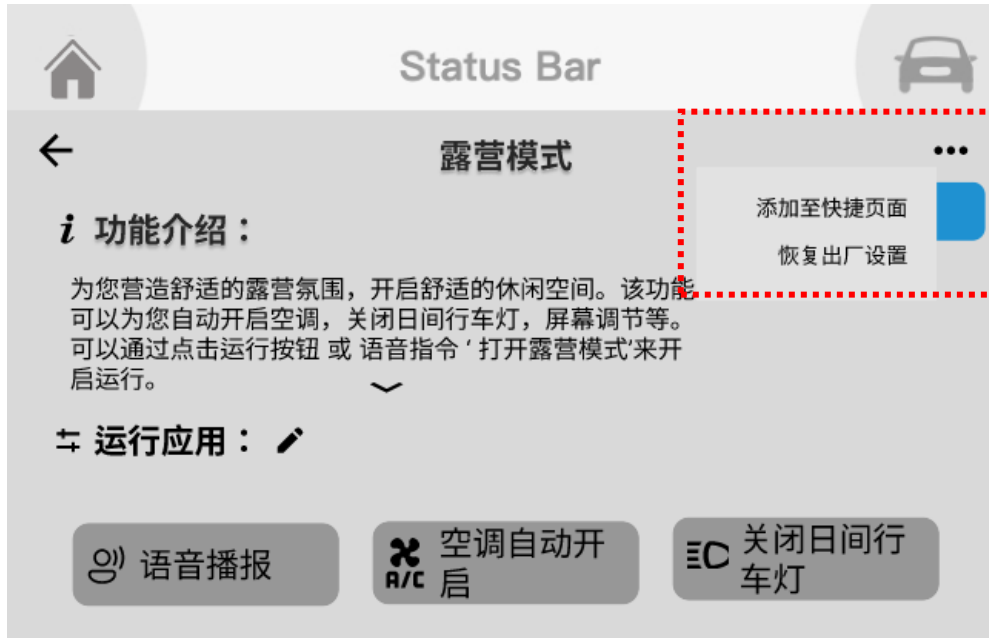 Status Bar
露营模式
添加至快捷页面
恢复出厂设置
i 功能介绍：
为您营造舒适的露营氛围，开启舒适的休闲空间。该功能
可以为您自动开启空调，关闭日间行车灯，屏幕调节等。
可以通过点击运行按钮 或 语音指令 ‘ 打开露营模式’来开
启运行。
运行应用：
语音播报
A/C
空调自动开
启
关闭日间行
车灯